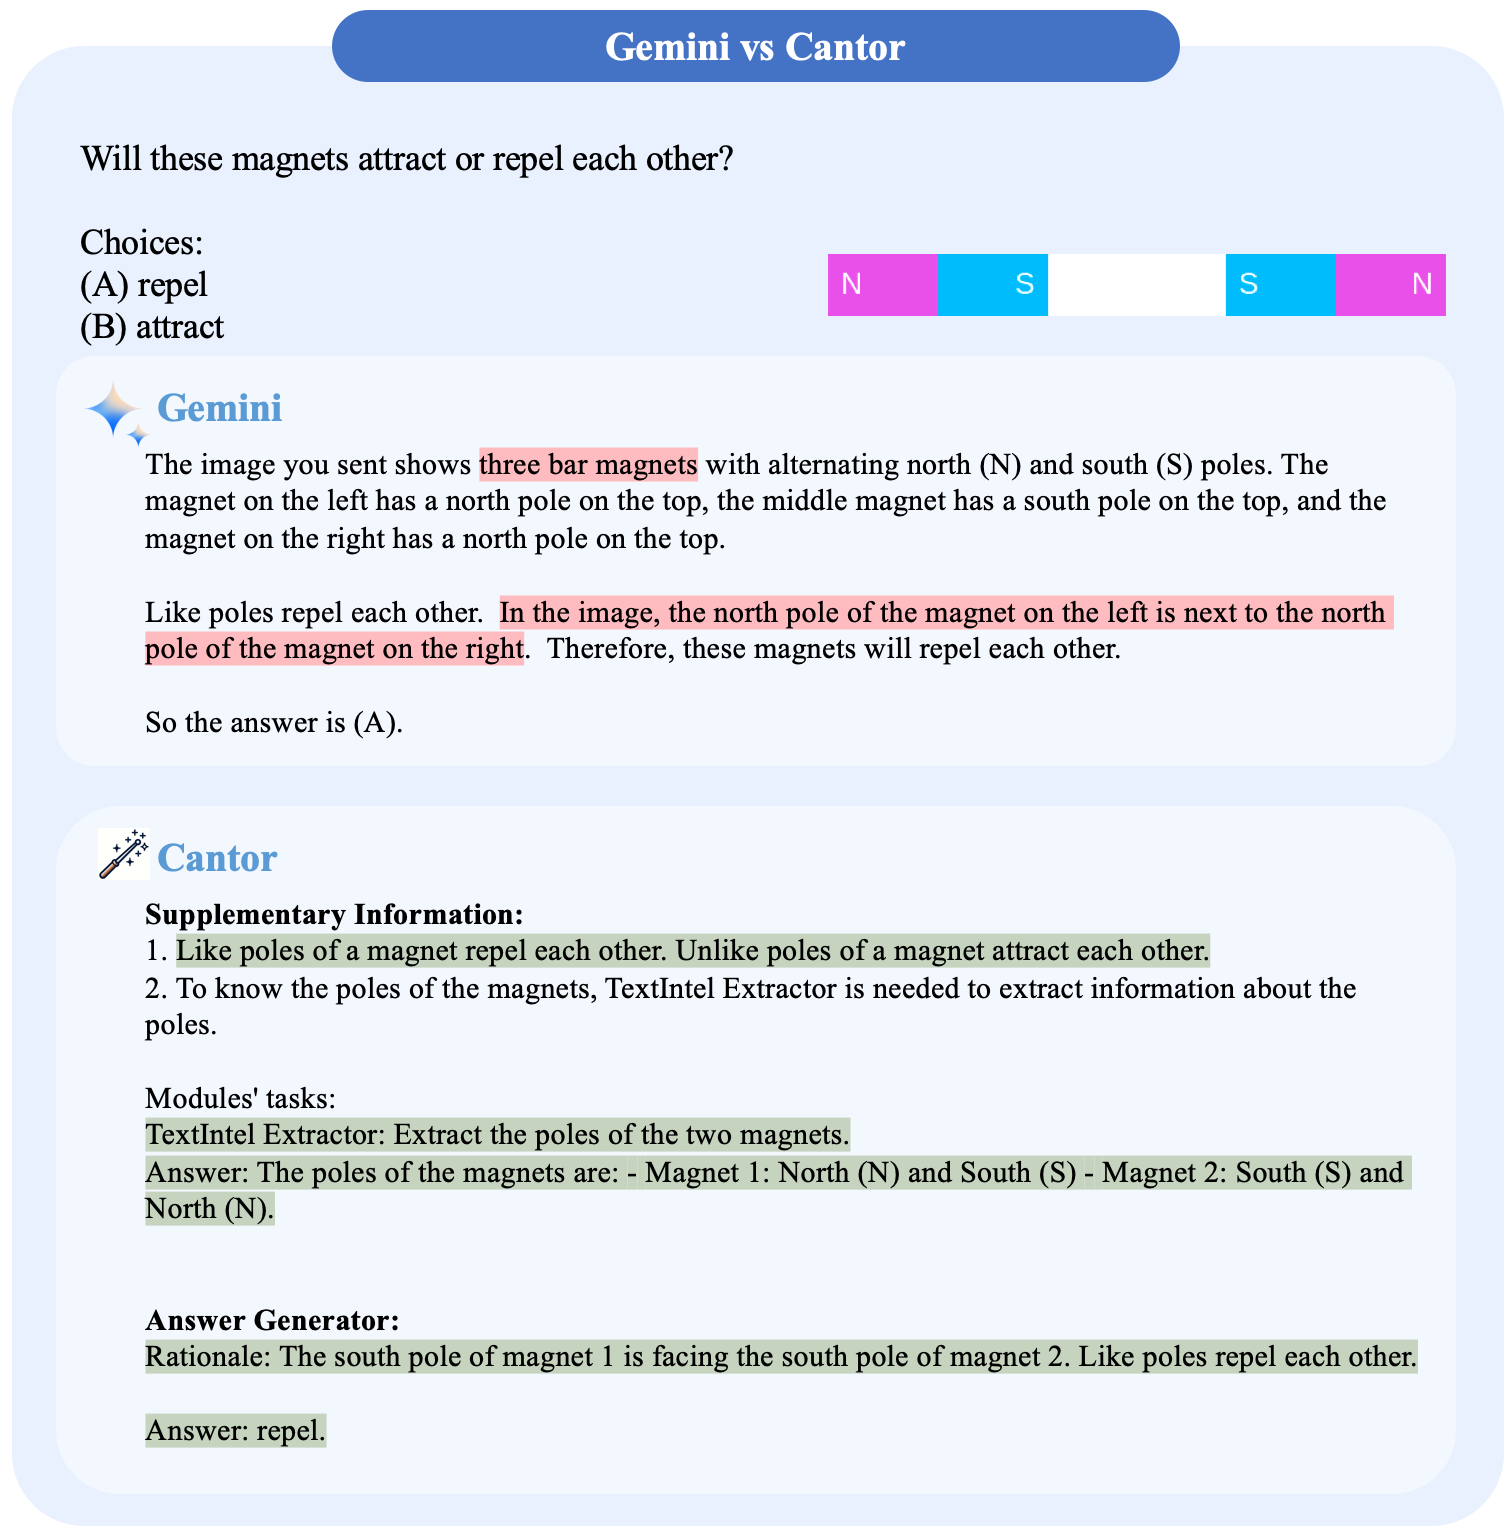 Gemini vs Cantor
Will these magnets attract or repel each other?
Choices:
(A) repel
(B) attract
N S S N
Gemini
The image you sent shows three bar magnets with alternating north (N) and south (S) poles. The
magnet on the left has a north pole on the top, the middle magnet has a south pole on the top, and the
magnet on the right has a north pole on the top.
Like poles repel each other. In the image, the north pole of the magnet on the left is next to the north
pole of the magnet on the right. Therefore, these magnets will repel each other.
So the answer is (A).
Cantor
Supplementary Information:
1. Like poles of a magnet repel each other. Unlike poles of a magnet attract each other.
2. To know the poles of the magnets, TextIntel Extractor is needed to extract information about the
poles.
Modules' tasks:
TextIntel Extractor: Extract the poles of the two magnets.
Answer: The poles of the magnets are: - Magnet 1: North (N) and South (S) - Magnet 2: South (S) and
North (N).
Answer Generator:
Rationale: The south pole of magnet 1 is facing the south pole of magnet 2. Like poles repel each other.
Answer: repel.